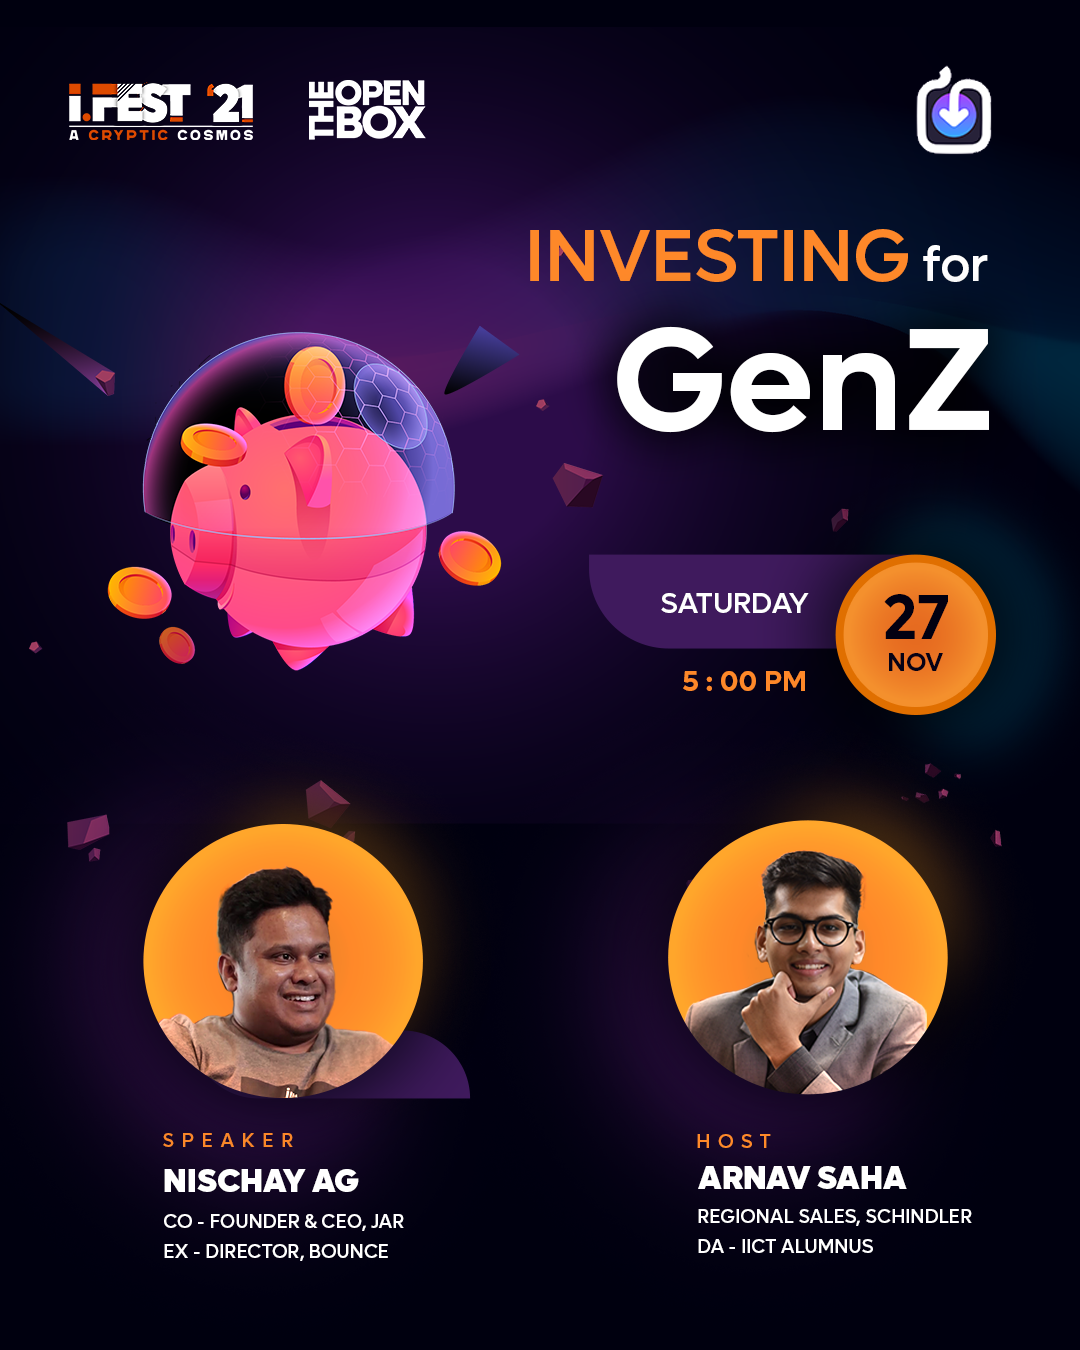 i.FEST '21
A CRYPTIC COSMOS
THE OPEN BOX
INVESTING for
GenZ
SATURDAY
27
NOV
5 : 00 PM
SPEAKER
NISCHAY AG
CO - FOUNDER & CEO, JAR
EX - DIRECTOR, BOUNCE
HOST
ARNAV SAHA
REGIONAL SALES, SCHINDLER
DA - IICT ALUMNUS